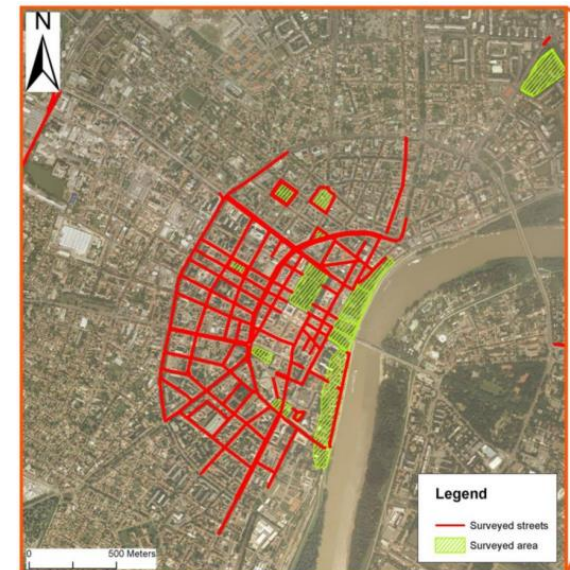 N
Legend
Surveyed streets
Surveyed area
0 500 Meters